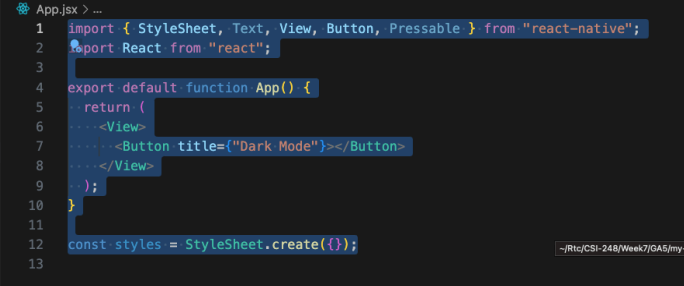 App.jsx > ...
1 import { StyleSheet, Text, View, Button, Pressable } from "react-native";
2 import React from "react";
3
4 export default function App() {
5 return (
6 <View>
7 <Button title={"Dark Mode"}></Button>
8 </View>
9 );
10 }
11
12 const styles = StyleSheet.create({});
13
~/Rtc/CSI-248/Week7/GA5/my-